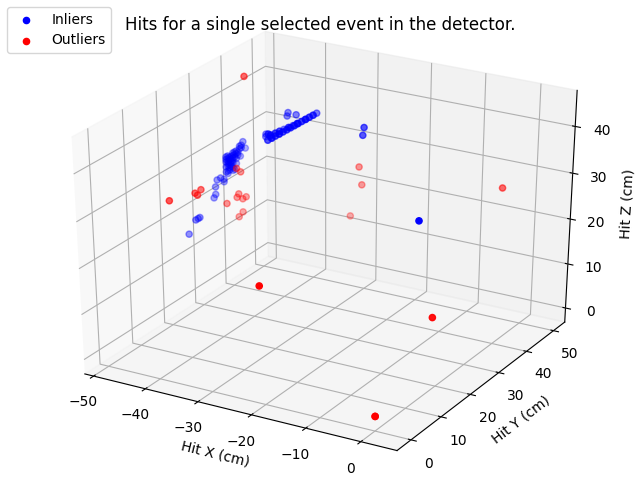 Hits for a single selected event in the detector.
Inliers
Outliers
40
30
20
10
0
Hit Z (cm)
50
40
30
20
10
0
Hit Y (cm)
−50
−40
−30
−20
−10
0
Hit X (cm)